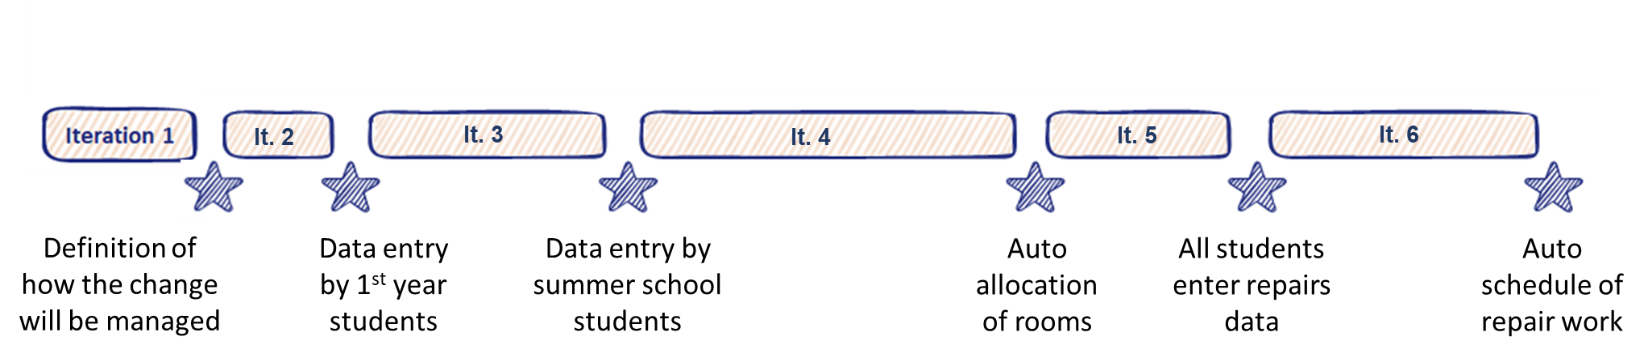 Iteration 1
It. 2
It. 3
It. 4
It. 5
It. 6
Definition of
how the change
will be managed
Data entry
by 1st year
students
Data entry by
summer school
students
Auto
allocation
of rooms
All students
enter repairs
data
Auto
schedule of
repair work